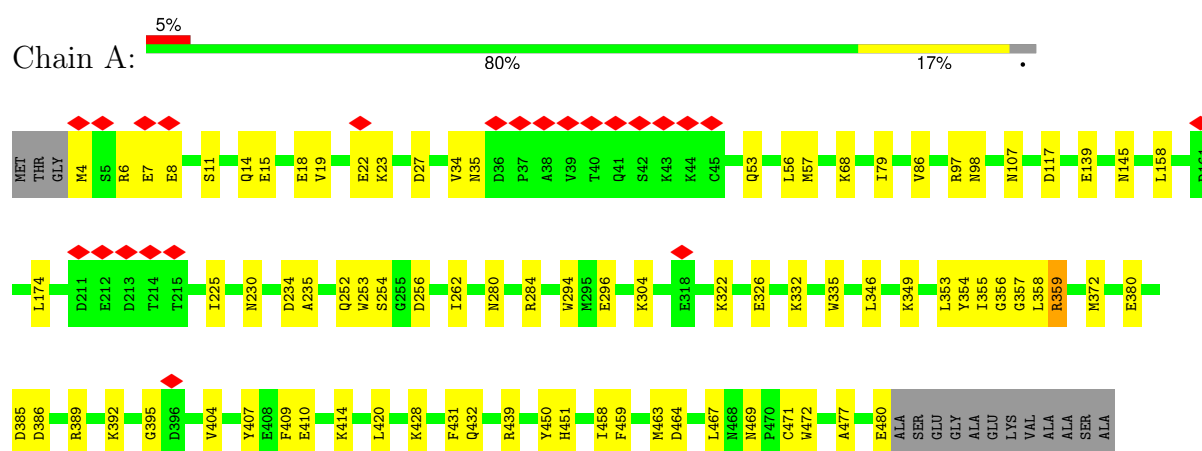 5%
Chain A:
80% 17% •
MET THR GLY M4 S5 R6 E7 E8 S11 Q14 E15 E18 V19 E22 K23 D27 V34 N35 D36 P37 A38 V39 T40 Q41 S42 K43 K44 C45 Q53 L56 M57 K68 I79 V86 R97 N98 N107 D117 E139 N145 L158
L174 D211 E212 D213 T214 T215 I225 N230 D234 A235 Q252 W253 S254 G255 D256 I262 N280 R284 W294 M295 E296 K304 E318 K322 E326 K332 W335 L346 K349 L353 Y354 I355 G356 G357 L358 R359 M372 E380
D385 D386 R389 K392 G395 D396 V404 Y407 E408 F409 E410 K414 L420 K428 F431 Q432 R439 Y450 H451 I458 F459 M463 D464 L467 N468 N469 P470 C471 W472 A477 E480 ALA SER GLU GLY ALA GLU LYS VAL ALA ALA SER ALA